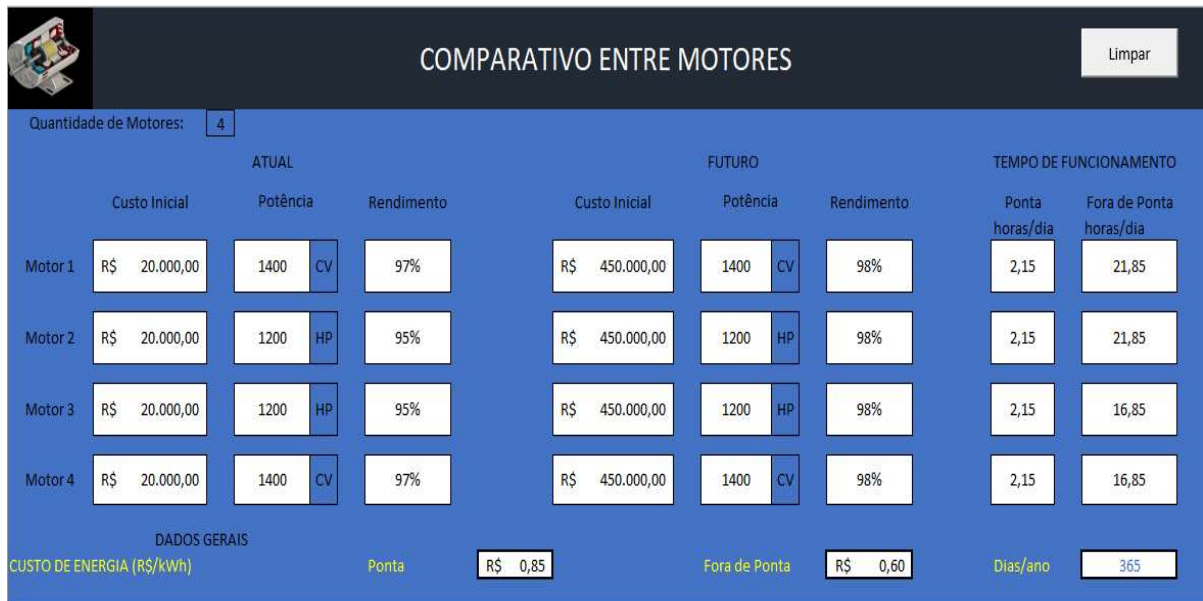 COMPARATIVO ENTRE MOTORES
Limpar
Quantidade de Motores: 4
ATUAL FUTURO TEMPO DE FUNCIONAMENTO
Custo Inicial Potência Rendimento Custo Inicial Potência Rendimento Ponta horas/dia Fora de Ponta horas/dia
Motor 1 R$ 20.000,00 1400 CV 97% R$ 450.000,00 1400 CV 98% 2,15 21,85
Motor 2 R$ 20.000,00 1200 HP 95% R$ 450.000,00 1200 HP 98% 2,15 21,85
Motor 3 R$ 20.000,00 1200 HP 95% R$ 450.000,00 1200 HP 98% 2,15 16,85
Motor 4 R$ 20.000,00 1400 CV 97% R$ 450.000,00 1400 CV 98% 2,15 16,85
DADOS GERAIS
CUSTO DE ENERGIA (R$/kWh) Ponta R$ 0,85 Fora de Ponta R$ 0,60 Dias/ano 365